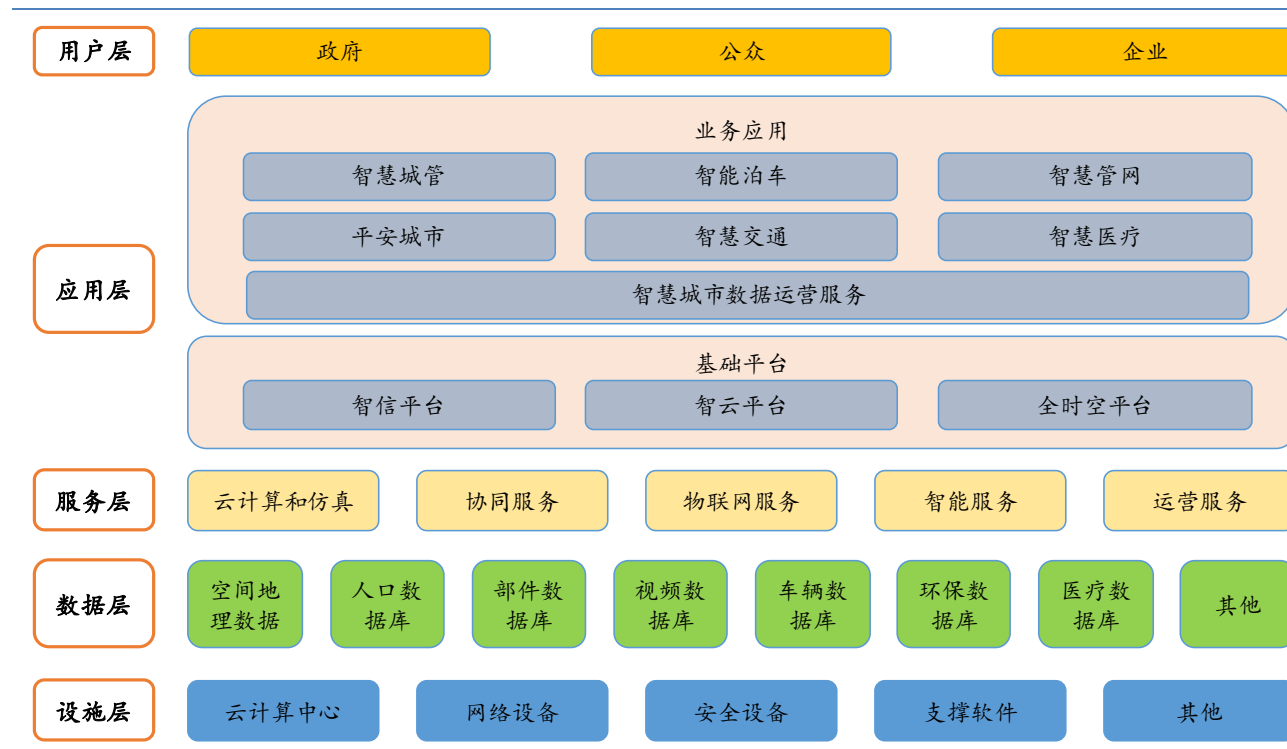 用户层
政府
公众
企业
应用层
业务应用
智慧城管
智能泊车
智慧管网
平安城市
智慧交通
智慧医疗
智慧城市数据运营服务
基础平台
智信平台
智云平台
全时空平台
服务层
云计算和仿真
协同服务
物联网服务
智能服务
运营服务
数据层
空间地
理数据
人口数
据库
部件数
据库
视频数
据库
车辆数
据库
环保数
据库
医疗数
据库
其他
设施层
云计算中心
网络设备
安全设备
支撑软件
其他